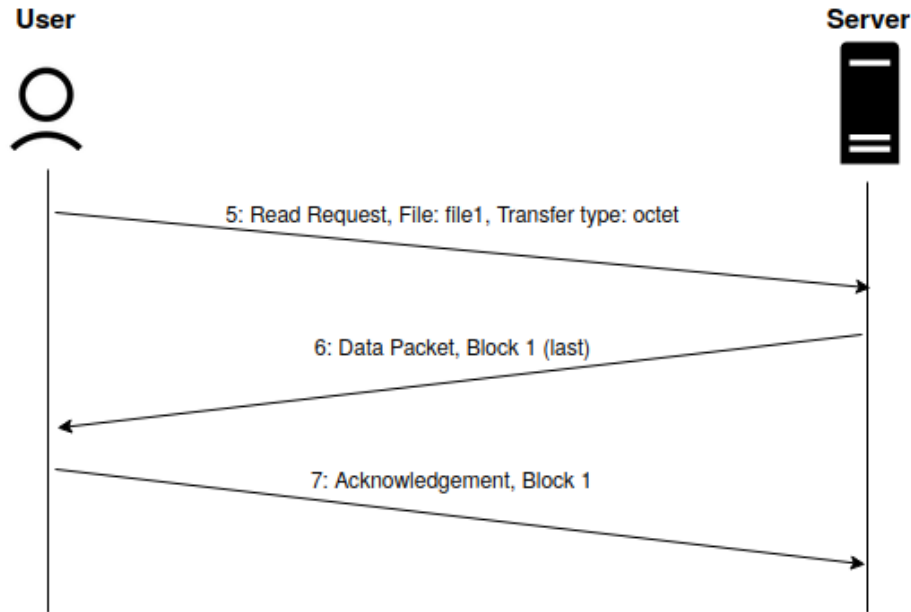 User
Server
5: Read Request, File: file1, Transfer type: octet
6: Data Packet, Block 1 (last)
7: Acknowledgement, Block 1